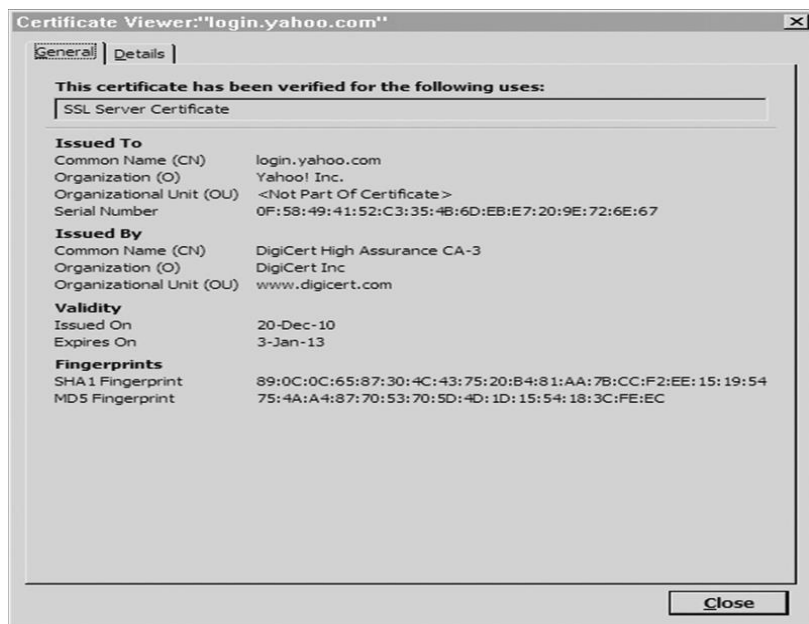 Certificate Viewer:"login.yahoo.com"
General Details
This certificate has been verified for the following uses:
SSL Server Certificate
Issued To
Common Name (CN) login.yahoo.com
Organization (O) Yahoo! Inc.
Organizational Unit (OU) <Not Part Of Certificate>
Serial Number 0F:58:49:41:52:C3:35:4B:6D:EB:E7:20:9E:72:6E:67
Issued By
Common Name (CN) DigiCert High Assurance CA-3
Organization (O) DigiCert Inc
Organizational Unit (OU) www.digicert.com
Validity
Issued On 20-Dec-10
Expires On 3-Jan-13
Fingerprints
SHA1 Fingerprint 89:0C:0C:65:87:30:4C:43:75:20:B4:81:AA:7B:CC:F2:EE:15:19:54
MD5 Fingerprint 75:4A:A4:87:70:53:70:5D:4D:1D:15:54:18:3C:FE:EC
Close